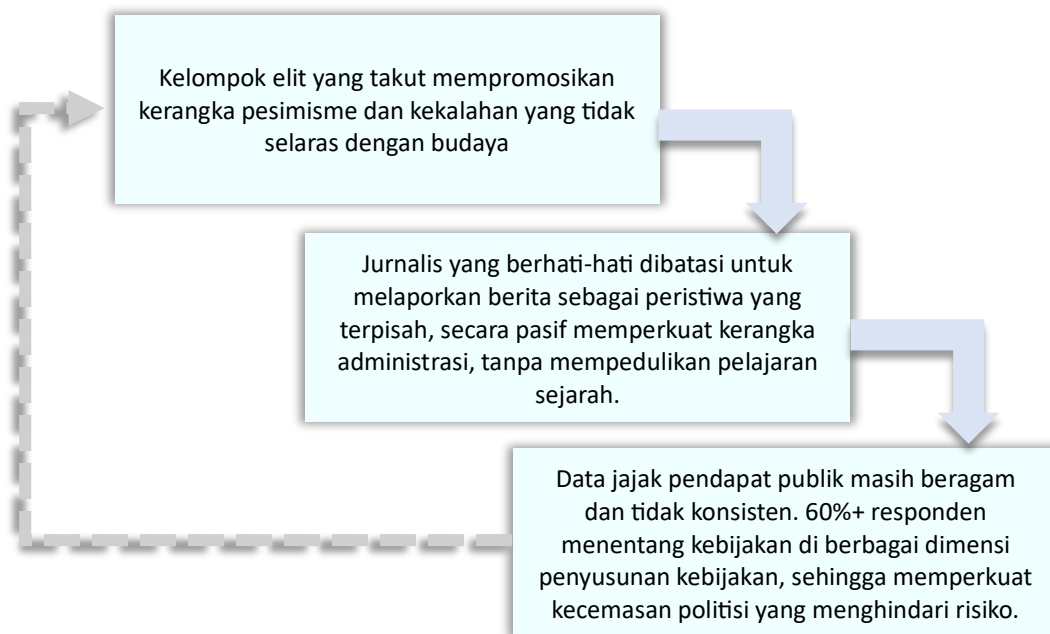 Kelompok elit yang takut mempromosikan
kerangka pesimisme dan kekalahan yang tidak
selaras dengan budaya
Jurnalis yang berhati-hati dibatasi untuk
melaporkan berita sebagai peristiwa yang
terpisah, secara pasif memperkuat kerangka
administrasi, tanpa mempedulikan pelajaran
sejarah.
Data jajak pendapat publik masih beragam
dan tidak konsisten. 60%+ responden
menentang kebijakan di berbagai dimensi
penyusunan kebijakan, sehingga memperkuat
kecemasan politisi yang menghindari risiko.